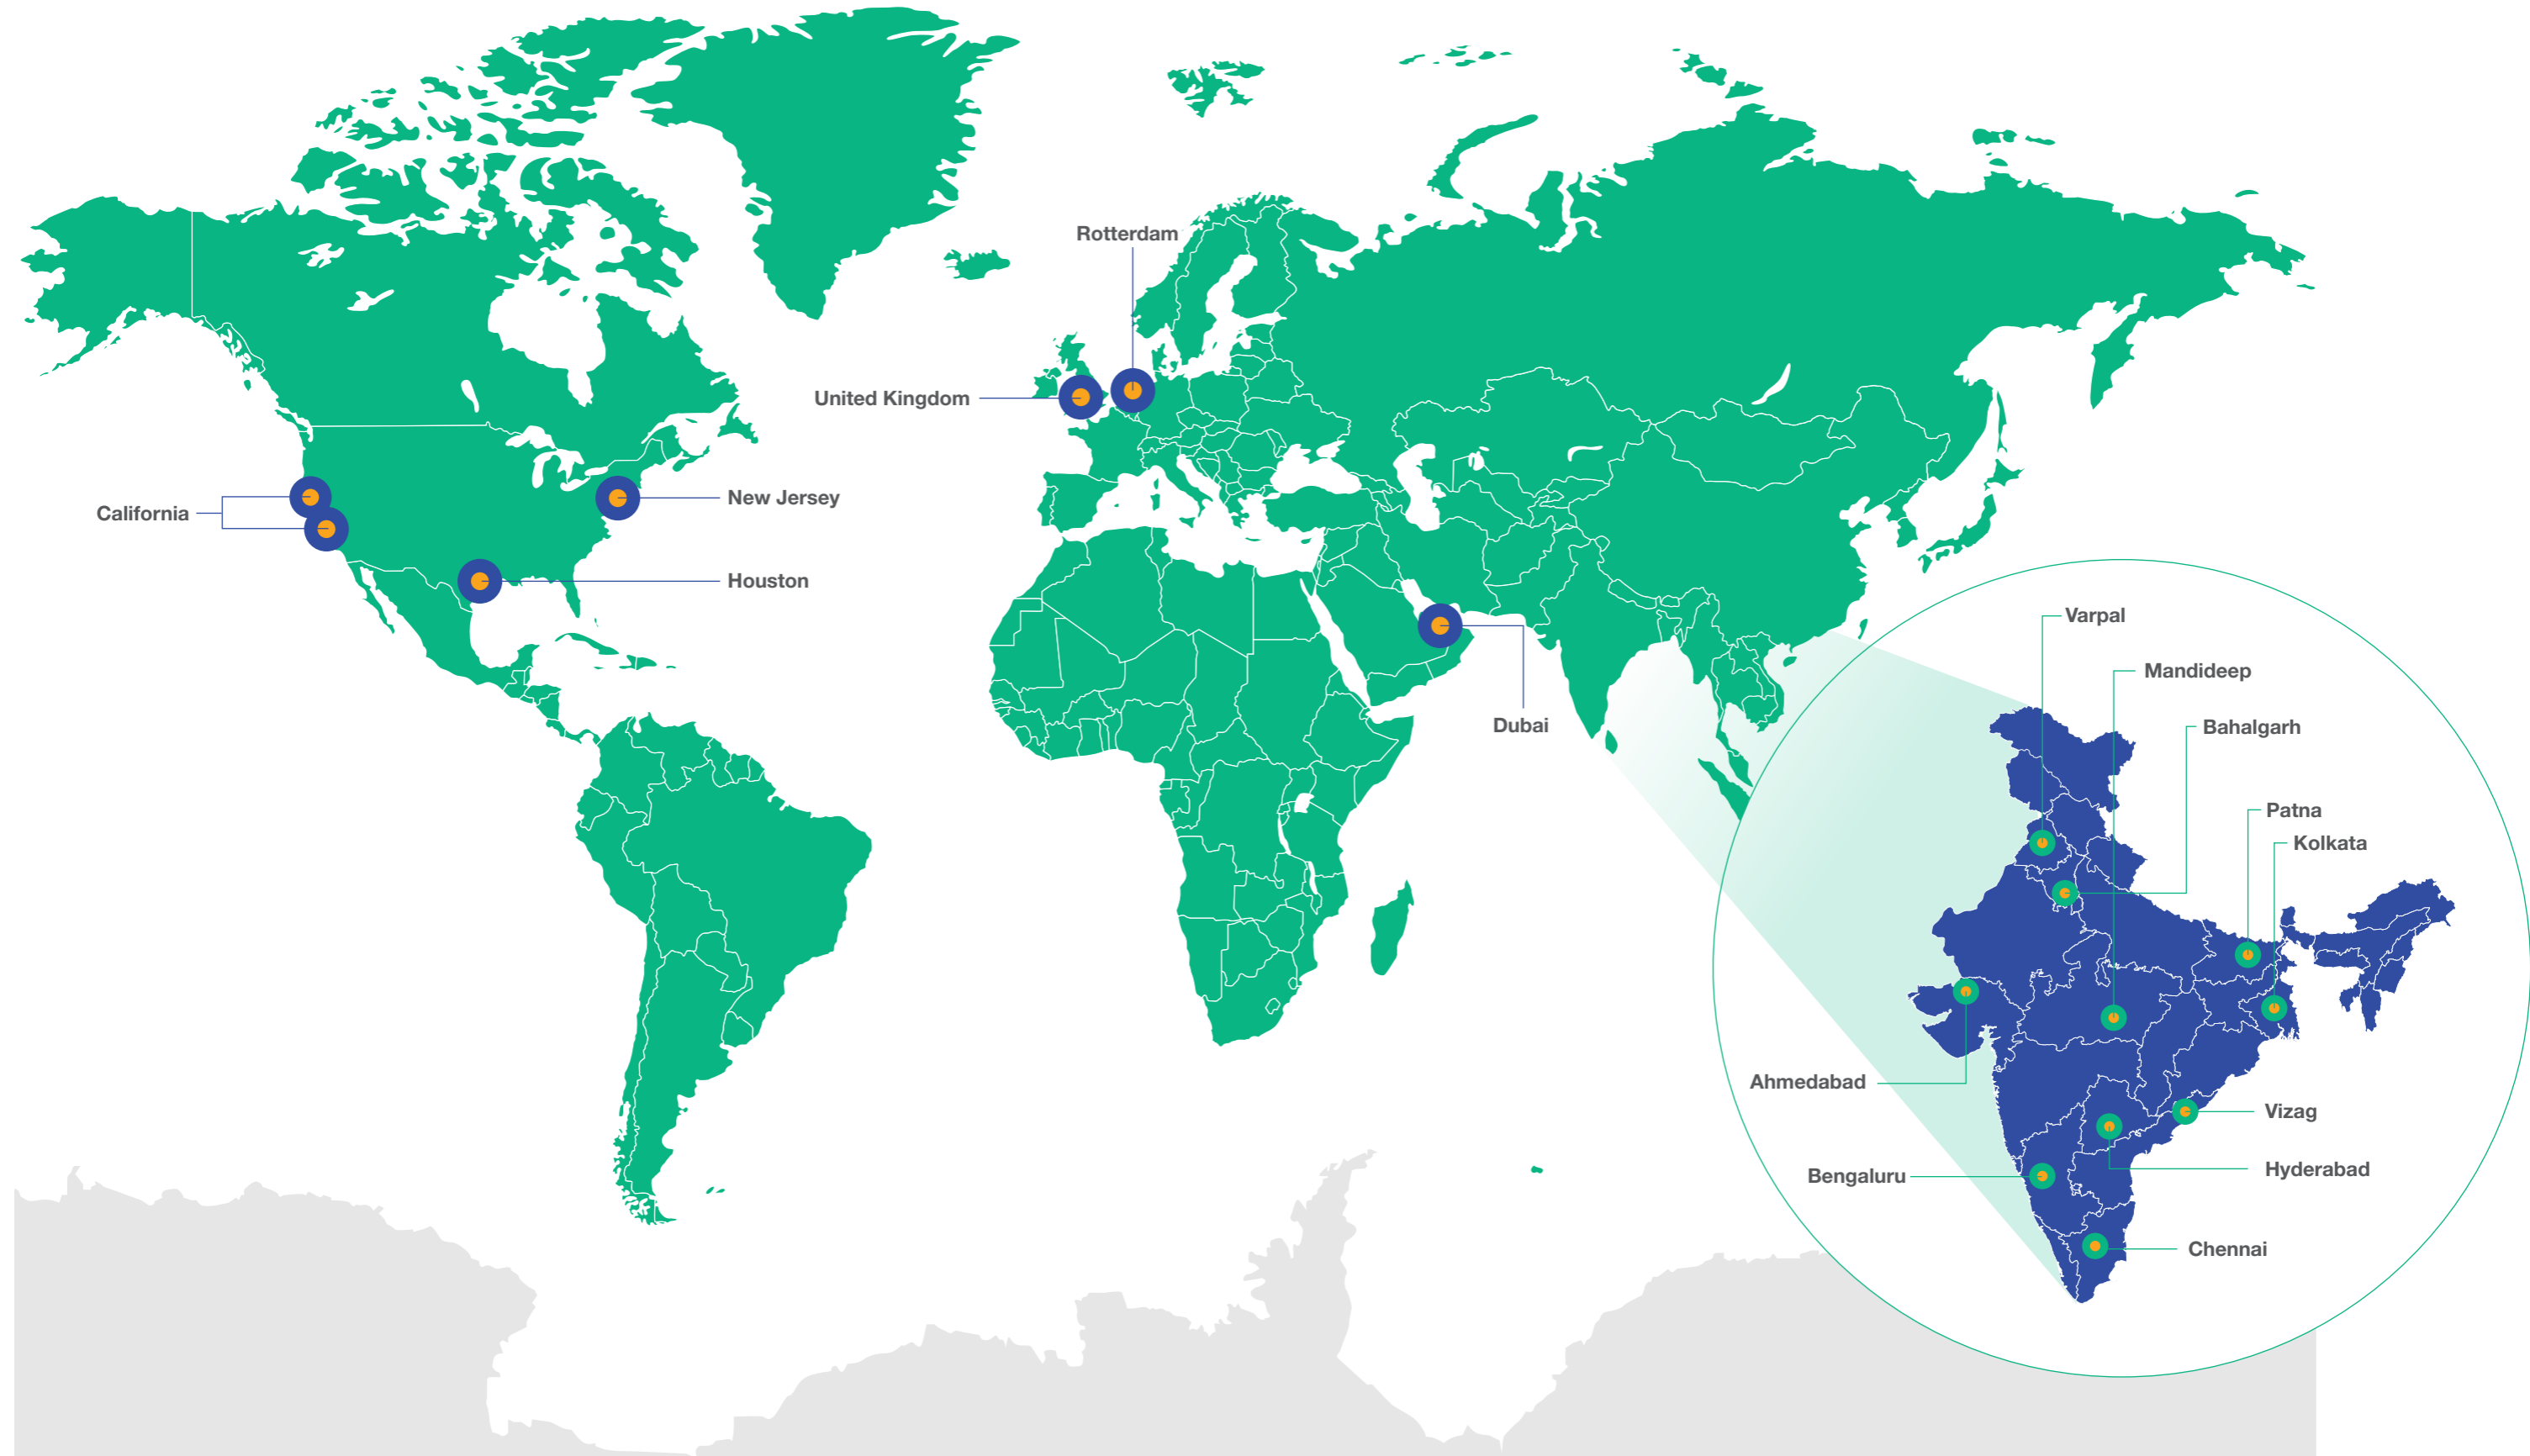 Rotterdam
United Kingdom
California
New Jersey
Houston
Dubai
Varpal
Mandideep
Bahalgarh
Patna
Kolkata
Ahmedabad
Vizag
Hyderabad
Bengaluru
Chennai